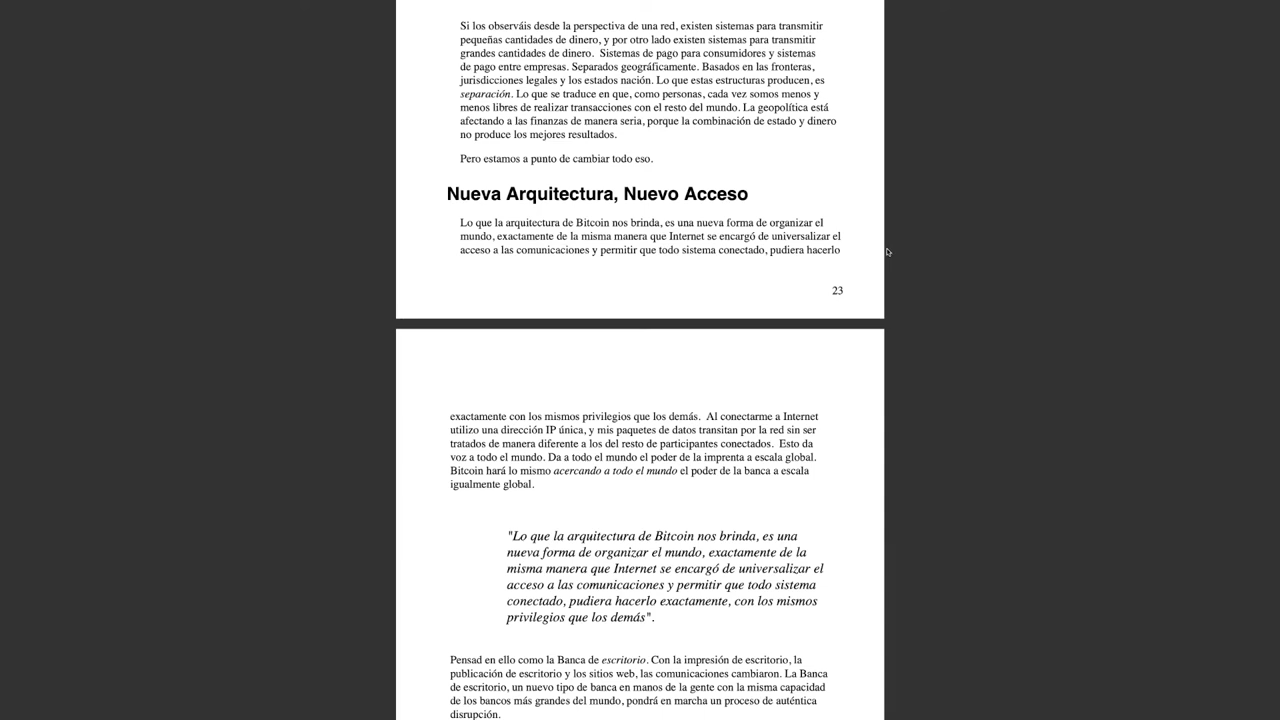 Si los observáis desde la perspectiva de una red, existen sistemas para transmitir
pequeñas cantidades de dinero, y por otro lado existen sistemas para transmitir
grandes cantidades de dinero.  Sistemas de pago para consumidores y sistemas
de pago entre empresas. Separados geográficamente. Basados en las fronteras,
jurisdicciones legales y los estados nación. Lo que estas estructuras producen, es
separación. Lo que se traduce en que, como personas, cada vez somos menos y
menos libres de realizar transacciones con el resto del mundo. La geopolítica está
afectando a las finanzas de manera seria, porque la combinación de estado y dinero
no produce los mejores resultados.
Pero estamos a punto de cambiar todo eso.
Nueva Arquitectura, Nuevo Acceso
Lo que la arquitectura de Bitcoin nos brinda, es una nueva forma de organizar el
mundo, exactamente de la misma manera que Internet se encargó de universalizar el
acceso a las comunicaciones y permitir que todo sistema conectado, pudiera hacerlo
23
exactamente con los mismos privilegios que los demás.  Al conectarme a Internet
utilizo una dirección IP única, y mis paquetes de datos transitan por la red sin ser
tratados de manera diferente a los del resto de participantes conectados.  Esto da
voz a todo el mundo. Da a todo el mundo el poder de la imprenta a escala global.
Bitcoin hará lo mismo acercando a todo el mundo el poder de la banca a escala
igualmente global.
"Lo que la arquitectura de Bitcoin nos brinda, es una
nueva forma de organizar el mundo, exactamente de la
misma manera que Internet se encargó de universalizar el
acceso a las comunicaciones y permitir que todo sistema
conectado, pudiera hacerlo exactamente, con los mismos
privilegios que los demás".
Pensad en ello como la Banca de escritorio. Con la impresión de escritorio, la
publicación de escritorio y los sitios web, las comunicaciones cambiaron. La Banca
de escritorio, un nuevo tipo de banca en manos de la gente con la misma capacidad
de los bancos más grandes del mundo, pondrá en marcha un proceso de auténtica
disrupción.